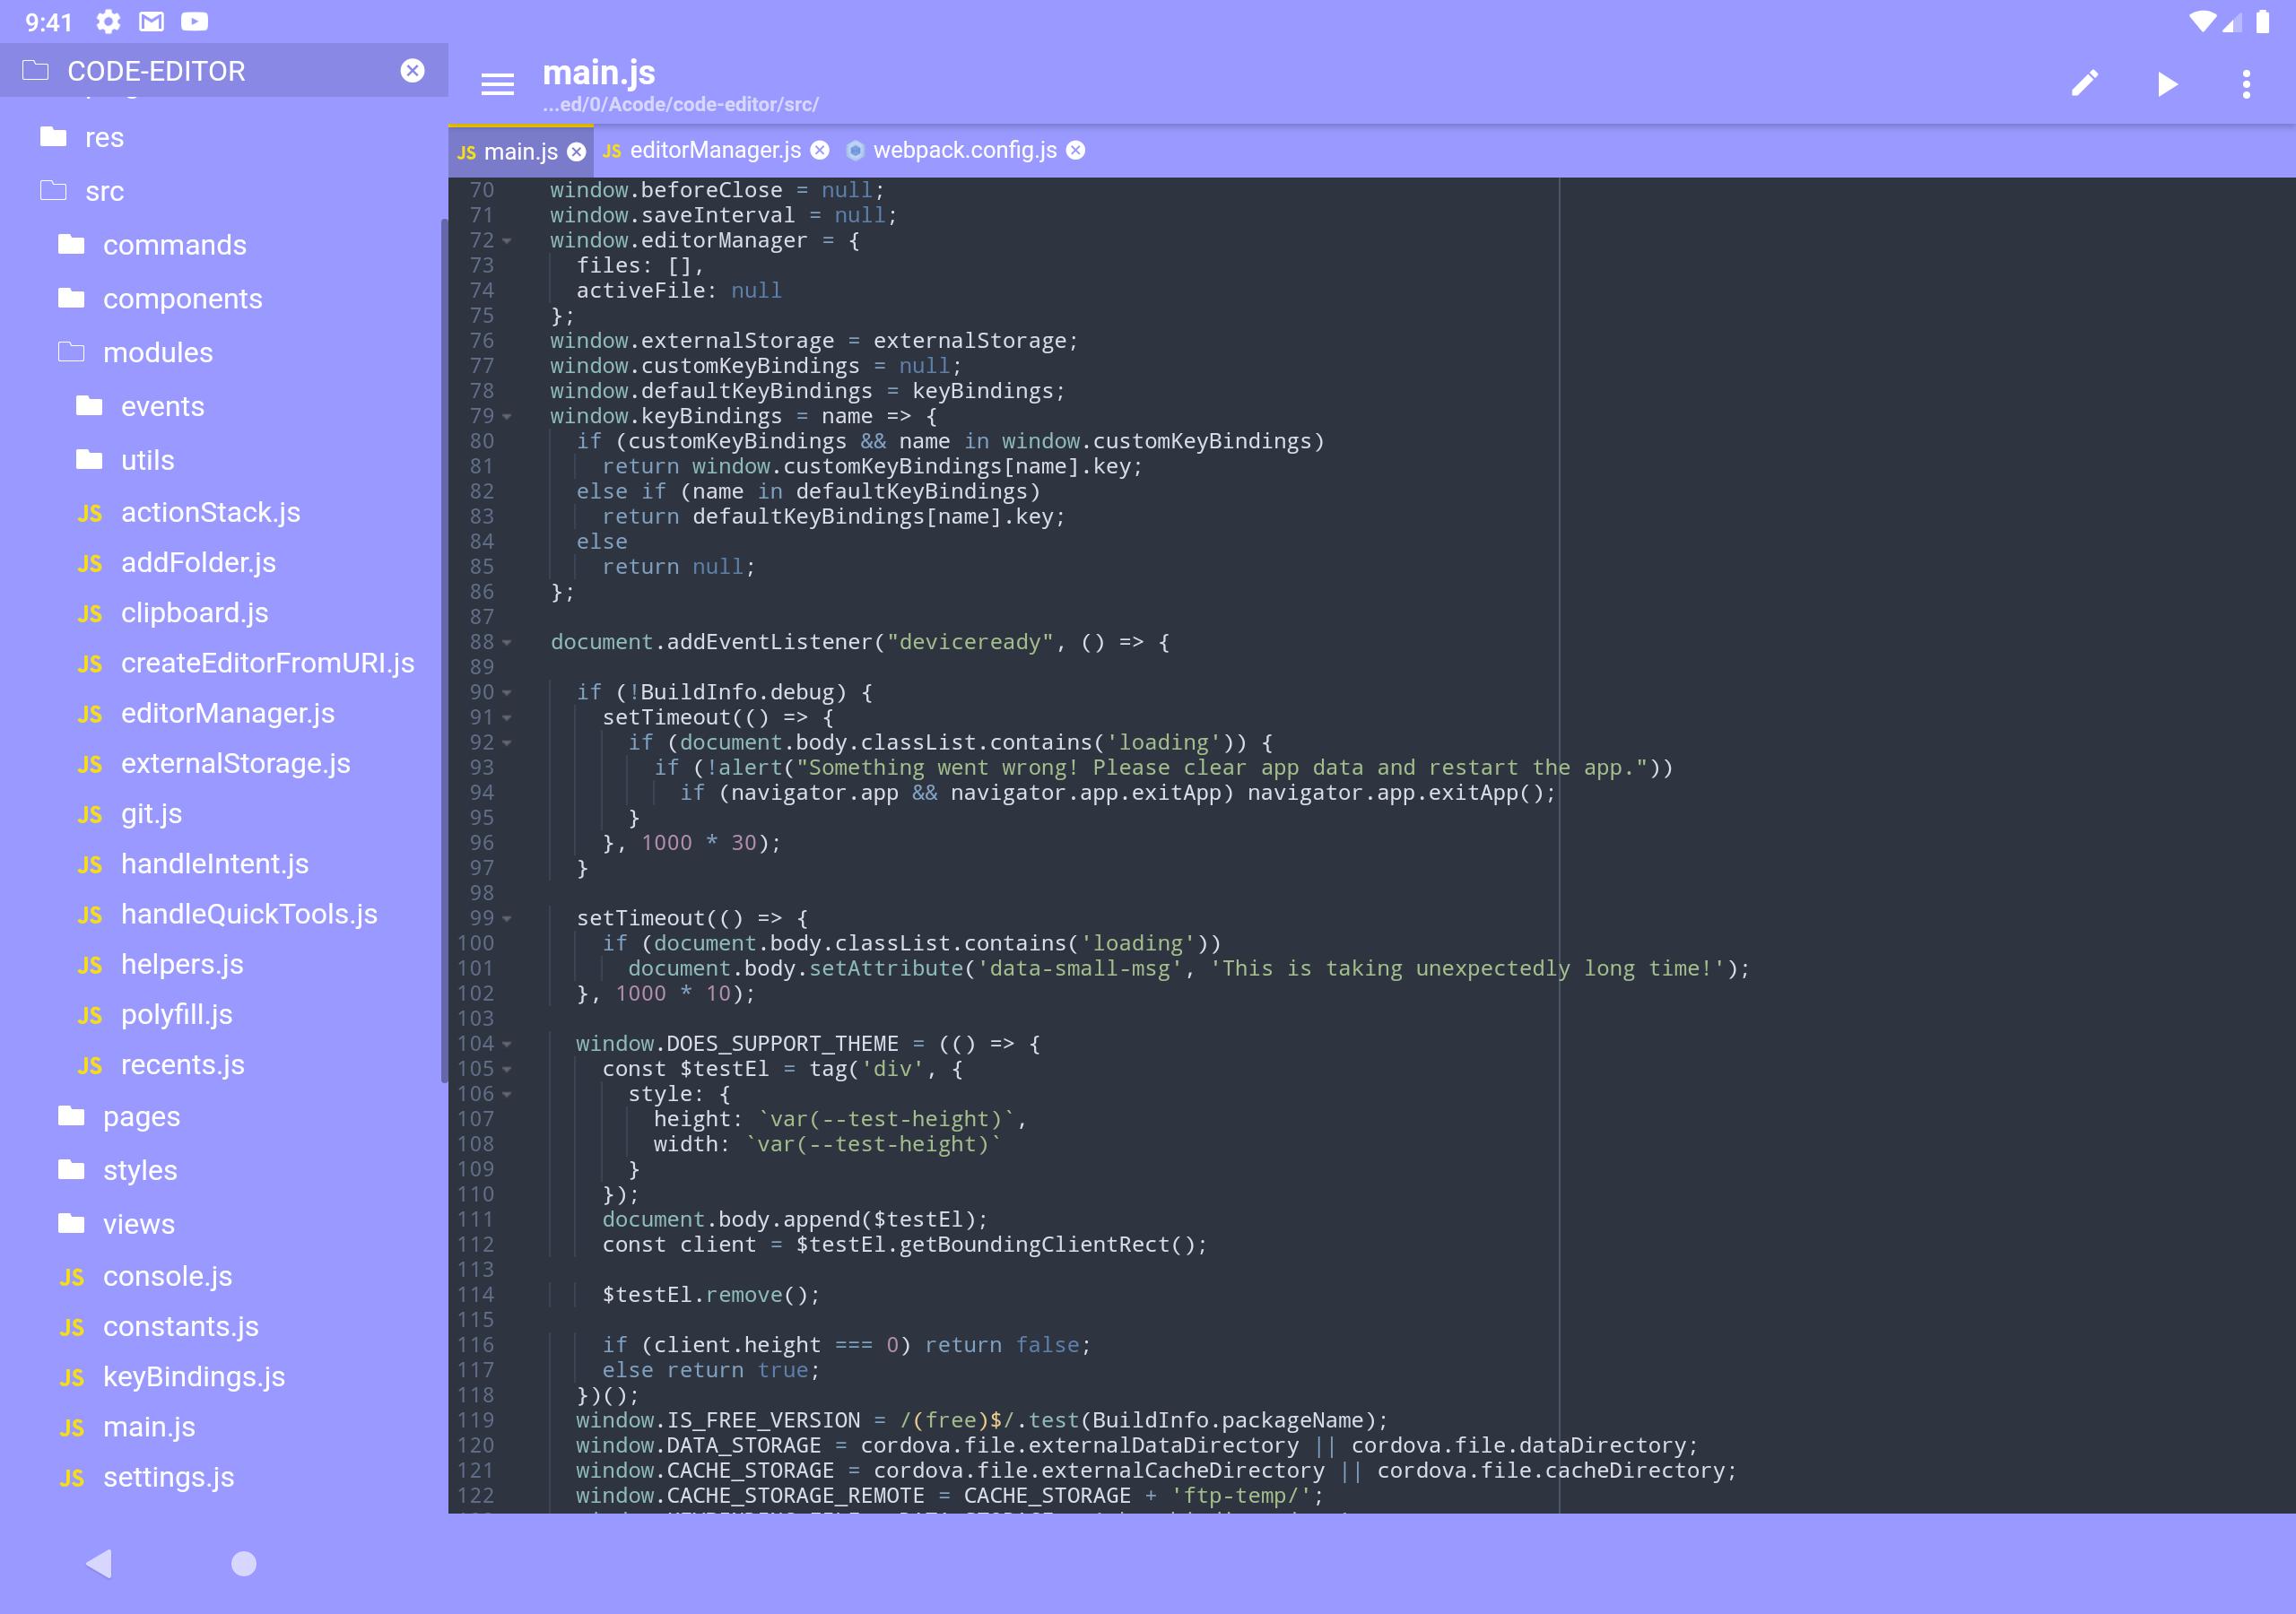 9:41
CODE-EDITOR
res
src
commands
components
modules
events
utils
JS actionStack.js
JS addFolder.js
JS clipboard.js
JS createEditorFromURI.js
JS editorManager.js
JS externalStorage.js
JS git.js
JS handleIntent.js
JS handleQuickTools.js
JS helpers.js
JS polyfill.js
JS recents.js
pages
styles
views
JS console.js
JS constants.js
JS keyBindings.js
JS main.js
JS settings.js
main.js
...ed/0/Acode/code-editor/src/
JS main.js JS editorManager.js webpack.config.js
70 window.beforeClose = null;
71 window.saveInterval = null;
72 window.editorManager = {
73 files: [],
74 activeFile: null
75 };
76 window.externalStorage = externalStorage;
77 window.customKeyBindings = null;
78 window.defaultKeyBindings = keyBindings;
79 window.keyBindings = name => {
80 if (customKeyBindings && name in window.customKeyBindings)
81 return window.customKeyBindings[name].key;
82 else if (name in defaultKeyBindings)
83 return defaultKeyBindings[name].key;
84 else
85 return null;
86 };
87
88 document.addEventListener("deviceready", () => {
89
90 if (!BuildInfo.debug) {
91 setTimeout(() => {
92 if (document.body.classList.contains('loading')) {
93 if (!alert("Something went wrong! Please clear app data and restart the app."))
94 if (navigator.app && navigator.app.exitApp) navigator.app.exitApp();
95 }
96 }, 1000 * 30);
97 }
98
99 setTimeout(() => {
100 if (document.body.classList.contains('loading'))
101 document.body.setAttribute('data-small-msg', 'This is taking unexpectedly long time!');
102 }, 1000 * 10);
103
104 window.DOES_SUPPORT_THEME = (() => {
105 const $testEl = tag('div', {
106 style: {
107 height: `var(--test-height)`,
108 width: `var(--test-height)`
109 }
110 });
111 document.body.append($testEl);
112 const client = $testEl.getBoundingClientRect();
113
114 $testEl.remove();
115
116 if (client.height === 0) return false;
117 else return true;
118 })();
119 window.IS_FREE_VERSION = /(free)$/.test(BuildInfo.packageName);
120 window.DATA_STORAGE = cordova.file.externalDataDirectory || cordova.file.dataDirectory;
121 window.CACHE_STORAGE = cordova.file.externalCacheDirectory || cordova.file.cacheDirectory;
122 window.CACHE_STORAGE_REMOTE = CACHE_STORAGE + 'ftp-temp/';